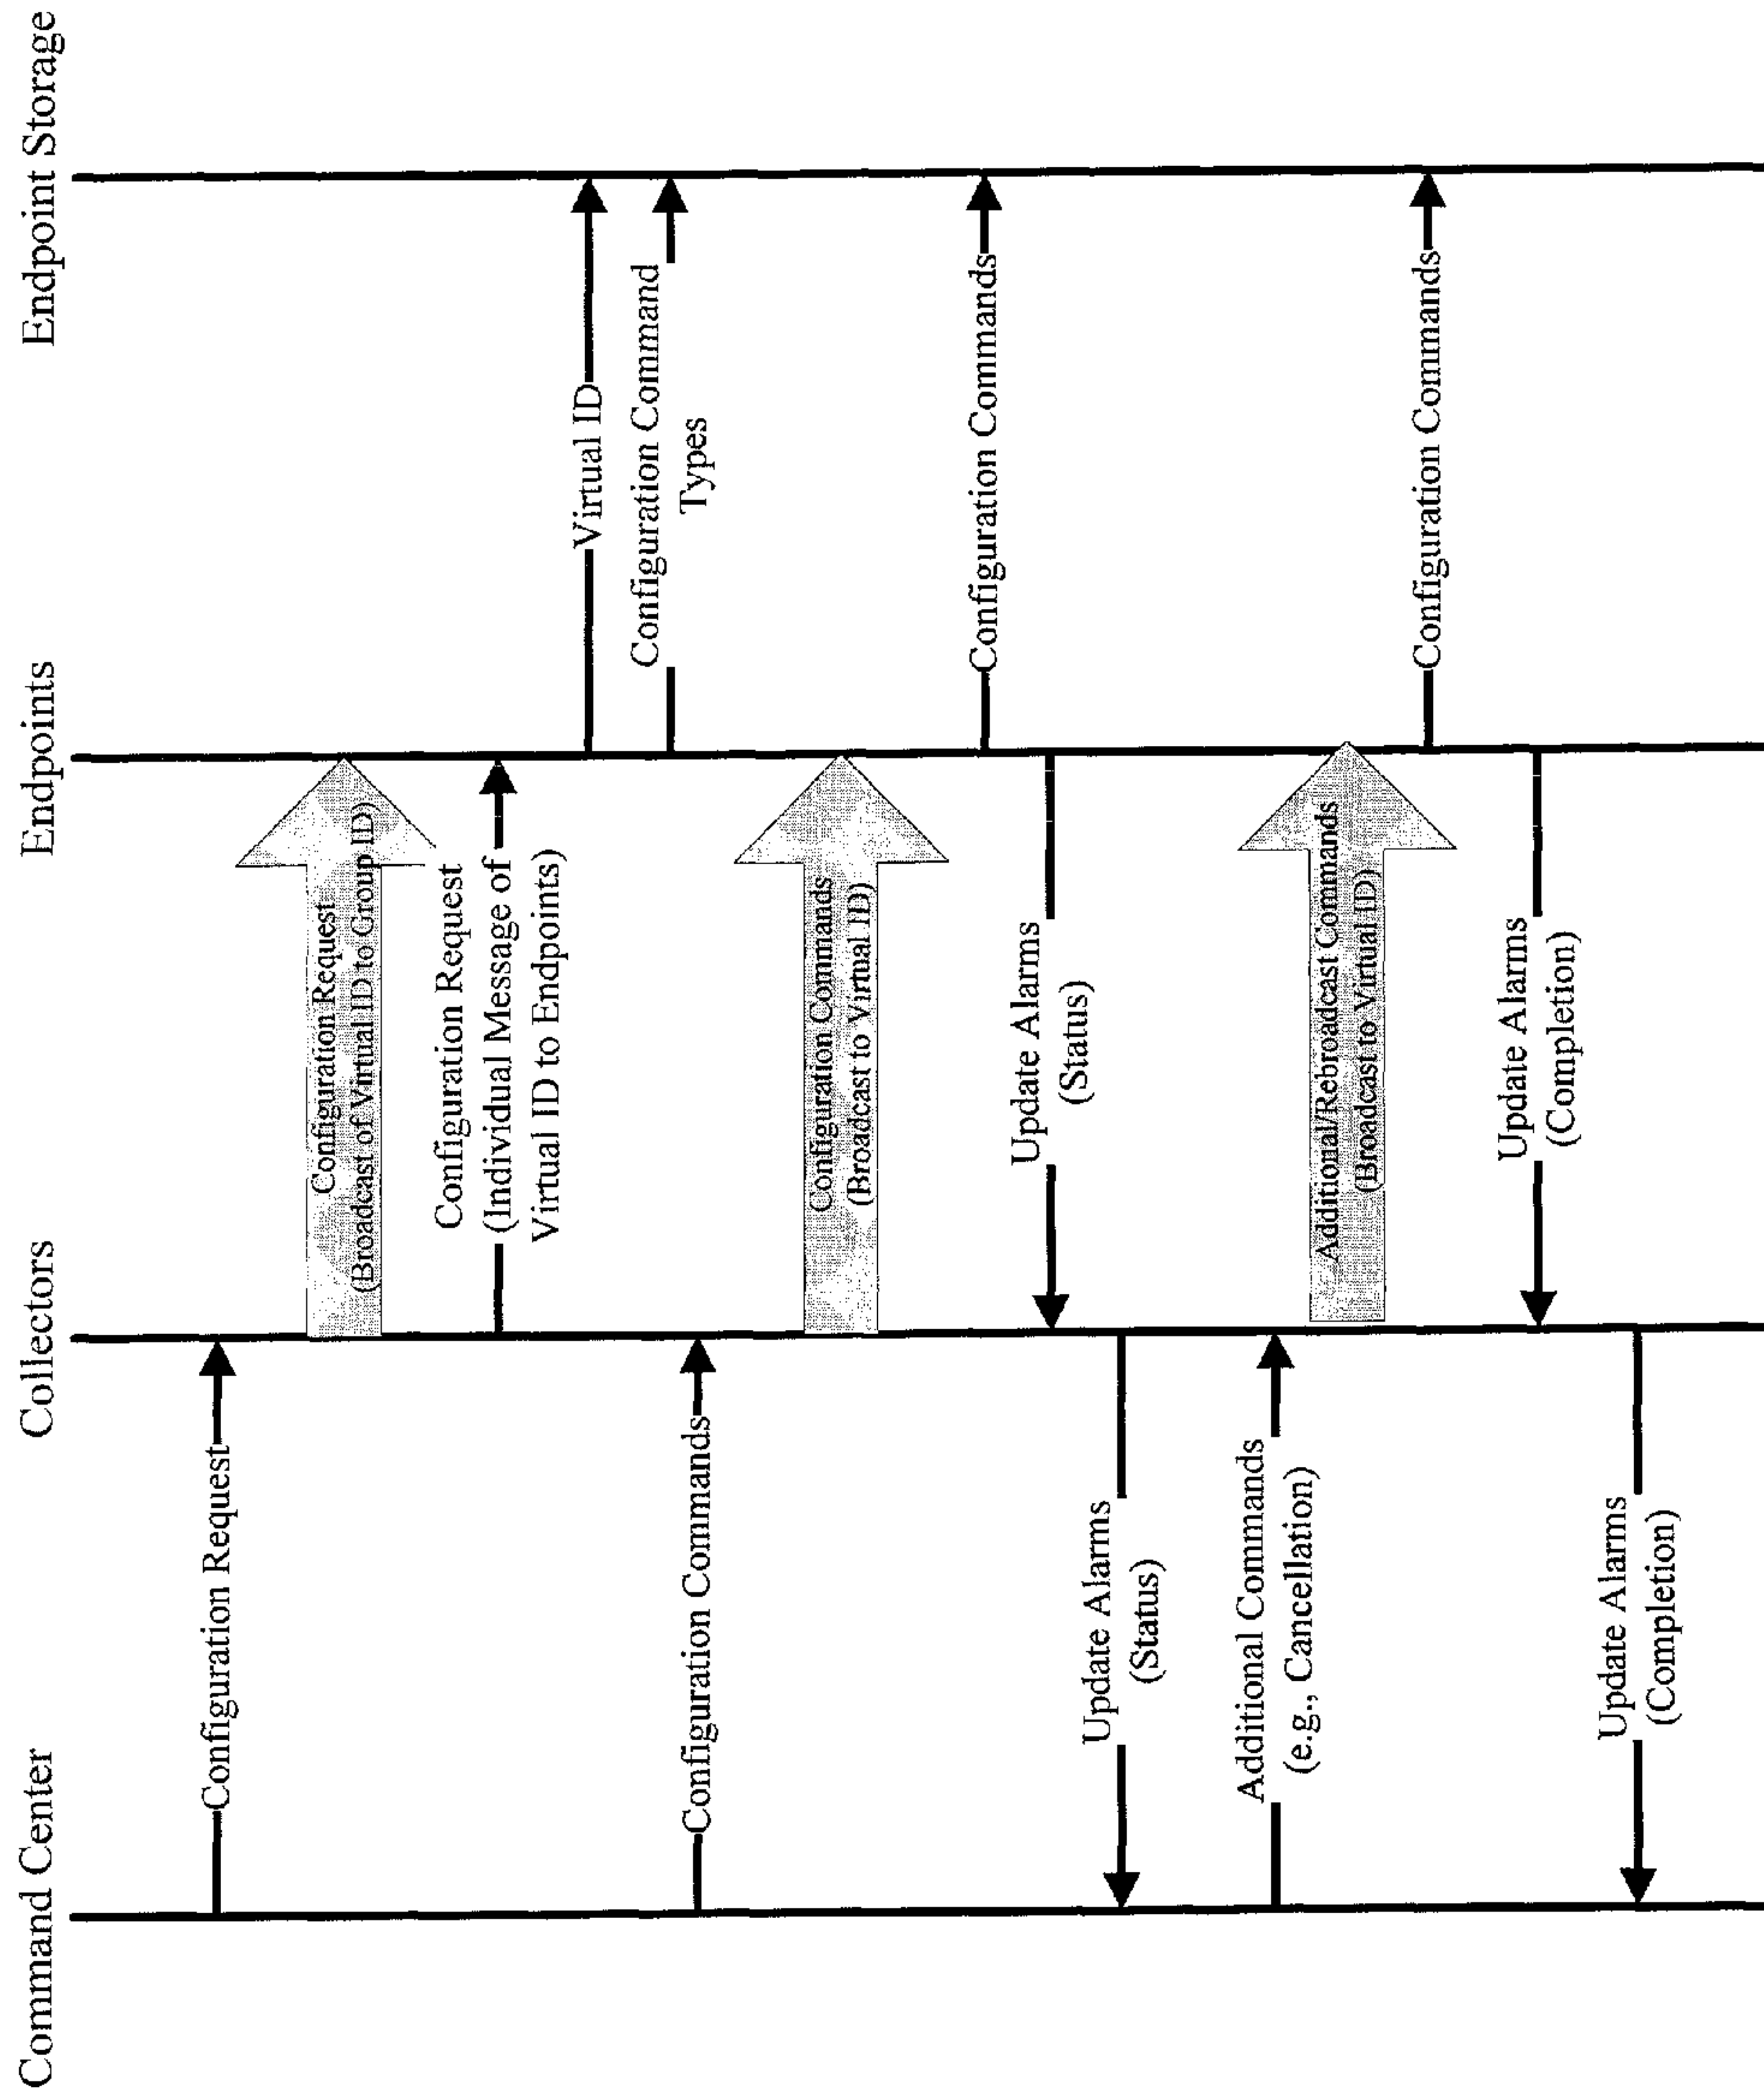 Command Center
Collectors
Endpoints
Endpoint Storage
Configuration Request
Configuration Request
(Broadcast of Virtual ID to Group ID)
Configuration Request
(Individual Message of
Virtual ID to Endpoints)
Virtual ID
Configuration Command
Types
Configuration Commands
Configuration Commands
(Broadcast to Virtual ID)
Configuration Commands
Update Alarms
(Status)
Update Alarms
(Status)
Additional Commands
(e.g., Cancellation)
Additional/Rebroadcast Commands
(Broadcast to Virtual ID)
Configuration Commands
Update Alarms
(Completion)
Update Alarms
(Completion)